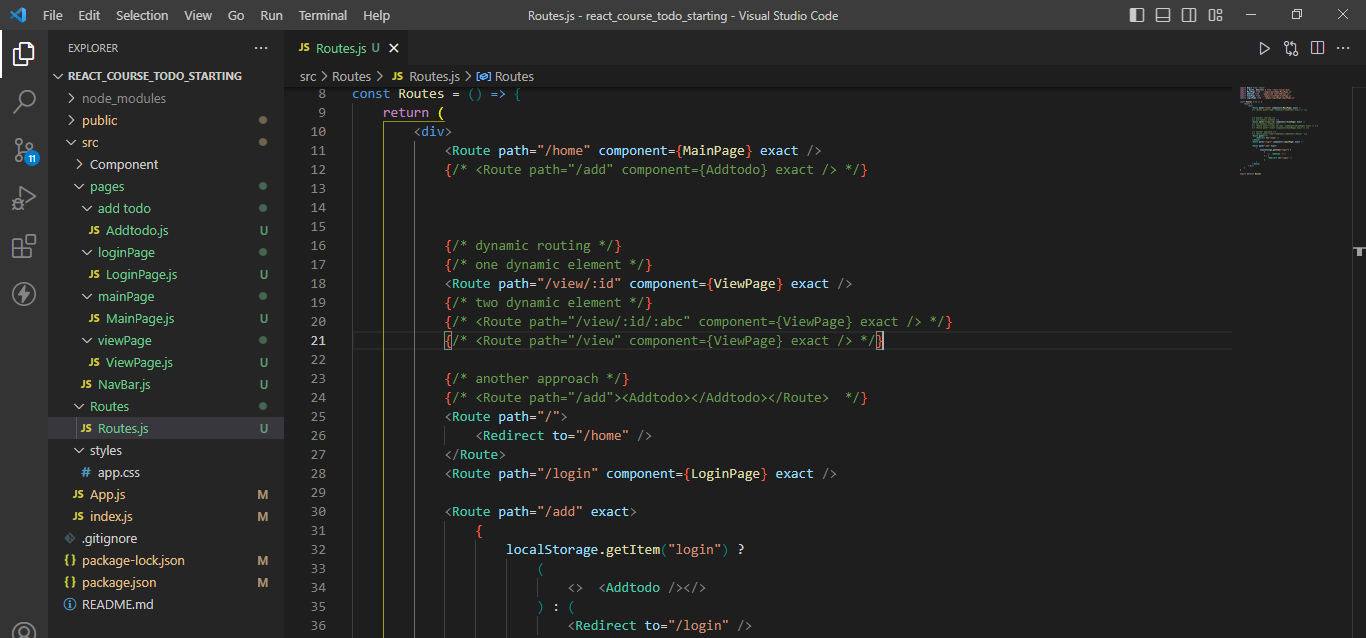 File Edit Selection View Go Run Terminal Help Routes.js - react_course_todo_starting - Visual Studio Code
EXPLORER
REACT_COURSE_TODO_STARTING
node_modules
public
src
Component
pages
add todo
JS Addtodo.js U
loginPage
JS LoginPage.js U
mainPage
JS MainPage.js U
viewPage
JS ViewPage.js U
JS NavBar.js U
Routes
JS Routes.js U
styles
# app.css
JS App.js M
JS index.js M
.gitignore
{} package-lock.json M
{} package.json M
README.md
11
JS Routes.js U
src > Routes > JS Routes.js > Routes
8 const Routes = () => {
9 return (
10 <div>
11 <Route path="/home" component={MainPage} exact />
12 {/* <Route path="/add" component={Addtodo} exact /> */}
13
14
15
16 {/* dynamic routing */}
17 {/* one dynamic element */}
18 <Route path="/view/:id" component={ViewPage} exact />
19 {/* two dynamic element */}
20 {/* <Route path="/view/:id/:abc" component={ViewPage} exact /> */}
21 {/* <Route path="/view" component={ViewPage} exact /> */}
22
23 {/* another approach */}
24 {/* <Route path="/add"><Addtodo></Addtodo></Route>  */}
25 <Route path="/">
26 <Redirect to="/home" />
27 </Route>
28 <Route path="/login" component={LoginPage} exact />
29
30 <Route path="/add" exact>
31 {
32 localStorage.getItem("login") ?
33 (
34 <>  <Addtodo /></>
35 ) : (
36 <Redirect to="/login" />